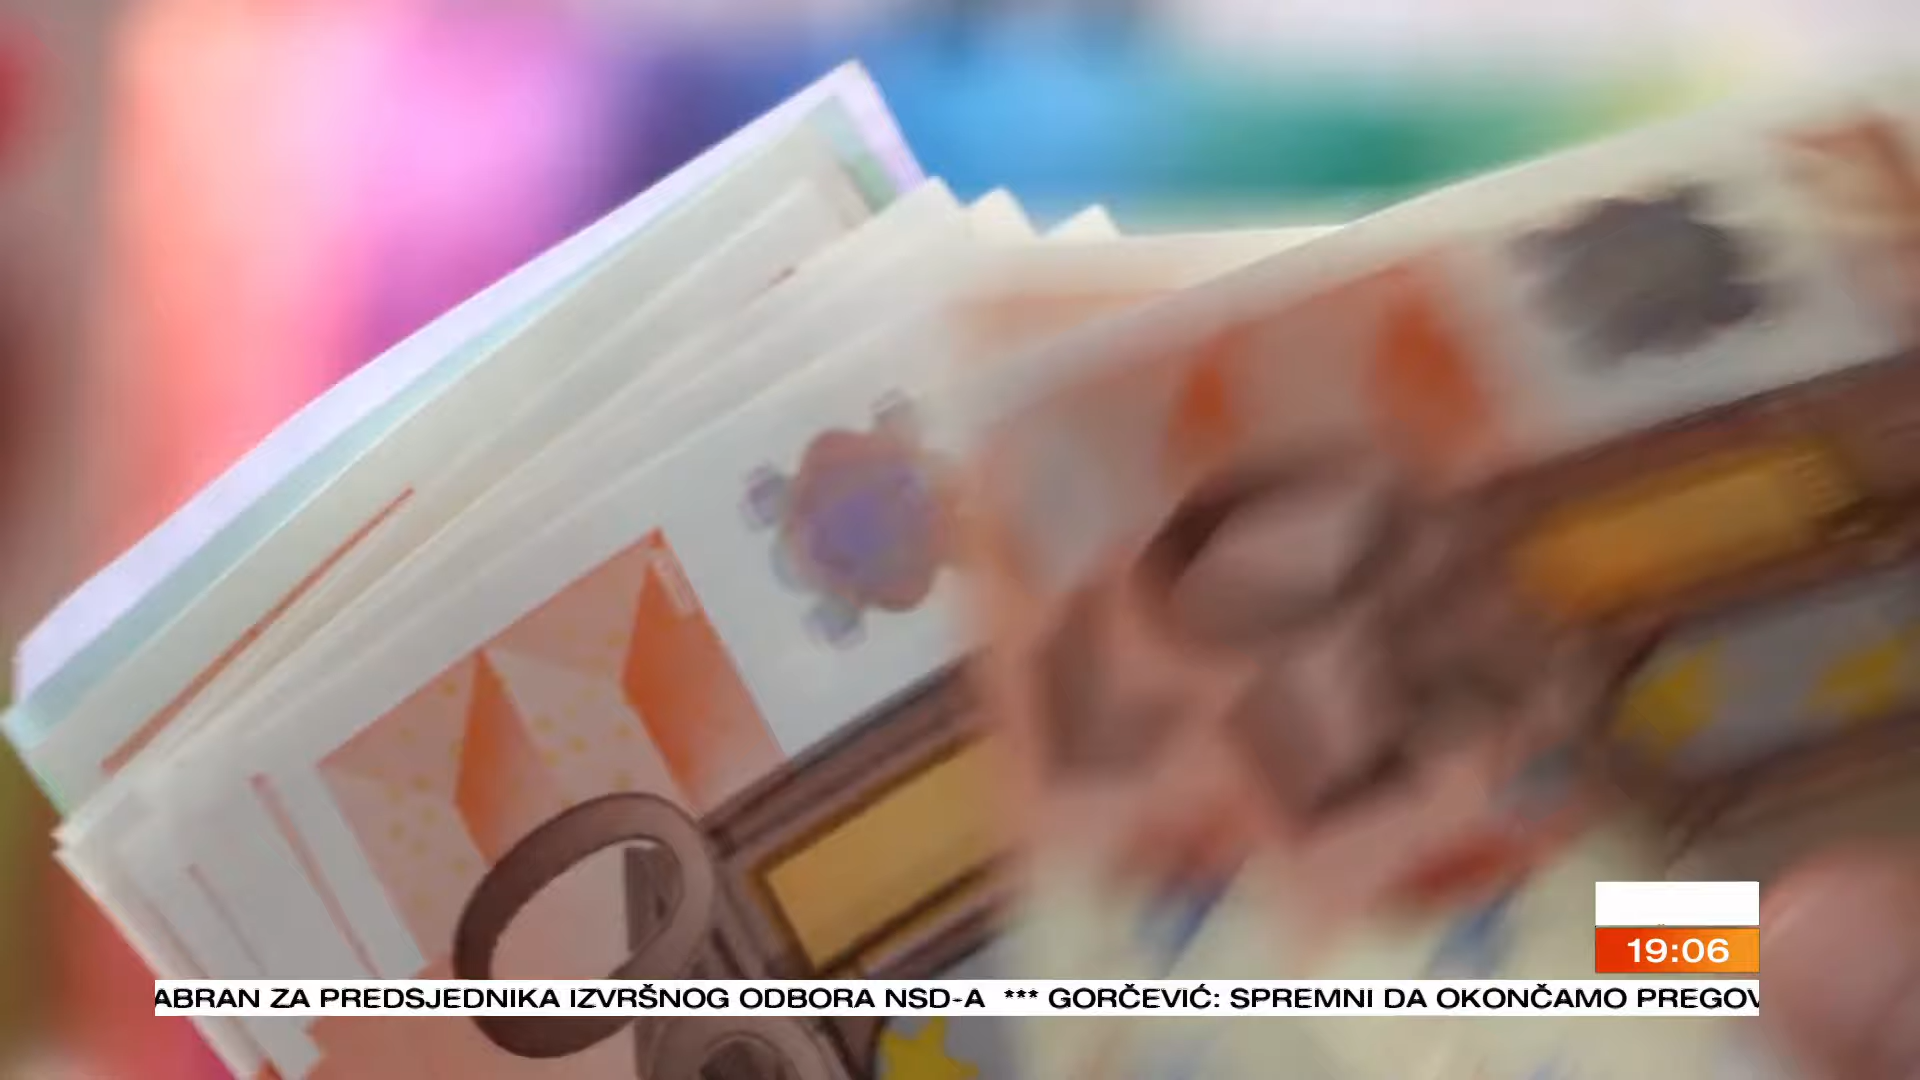 19:06
ABRAN ZA PREDSJEDNIKA IZVRŠNOG ODBORA NSD-A *** GORČEVIĆ: SPREMNI DA OKONČAMO PREGOV